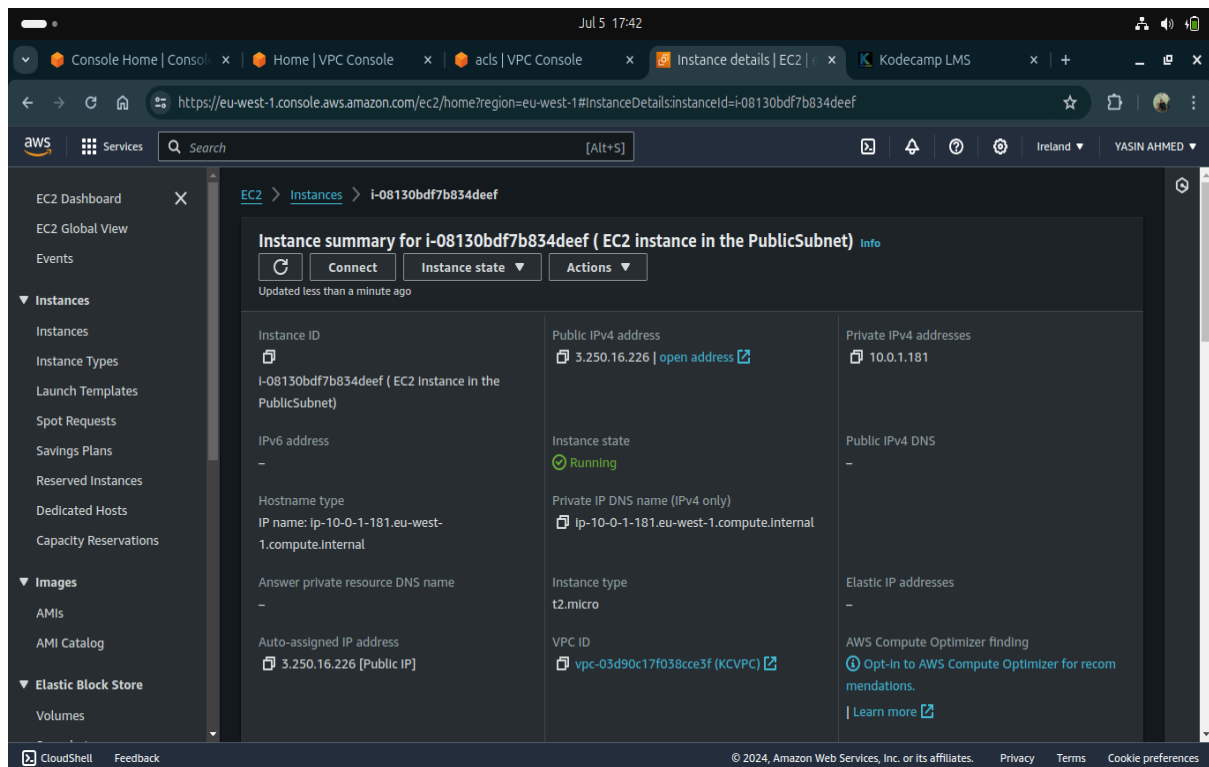 Jul 5 17:42
Console Home | Consol
Home | VPC Console
acls | VPC Console
Instance details | EC2 | e
Kodecamp LMS
https://eu-west-1.console.aws.amazon.com/ec2/home?region=eu-west-1#InstanceDetails:instanceId=i-08130bdf7b834deef
aws
Services
Search
[Alt+S]
Ireland
YASIN AHMED
EC2 Dashboard
EC2 Global View
Events
Instances
Instances
Instance Types
Launch Templates
Spot Requests
Savings Plans
Reserved Instances
Dedicated Hosts
Capacity Reservations
Images
AMIs
AMI Catalog
Elastic Block Store
Volumes
EC2 > Instances > i-08130bdf7b834deef
Instance summary for i-08130bdf7b834deef ( EC2 instance in the PublicSubnet) Info
Connect
Instance state
Actions
Updated less than a minute ago
Instance ID
i-08130bdf7b834deef ( EC2 instance in the
PublicSubnet)
Public IPv4 address
3.250.16.226 | open address
Private IPv4 addresses
10.0.1.181
IPv6 address
–
Instance state
Running
Public IPv4 DNS
–
Hostname type
IP name: ip-10-0-1-181.eu-west-
1.compute.internal
Private IP DNS name (IPv4 only)
ip-10-0-1-181.eu-west-1.compute.internal
Answer private resource DNS name
–
Instance type
t2.micro
Elastic IP addresses
–
Auto-assigned IP address
3.250.16.226 [Public IP]
VPC ID
vpc-03d90c17f038cce3f (KCVPC)
AWS Compute Optimizer finding
Opt-in to AWS Compute Optimizer for recom
mendations.
| Learn more
CloudShell
Feedback
© 2024, Amazon Web Services, Inc. or its affiliates.
Privacy
Terms
Cookie preferences